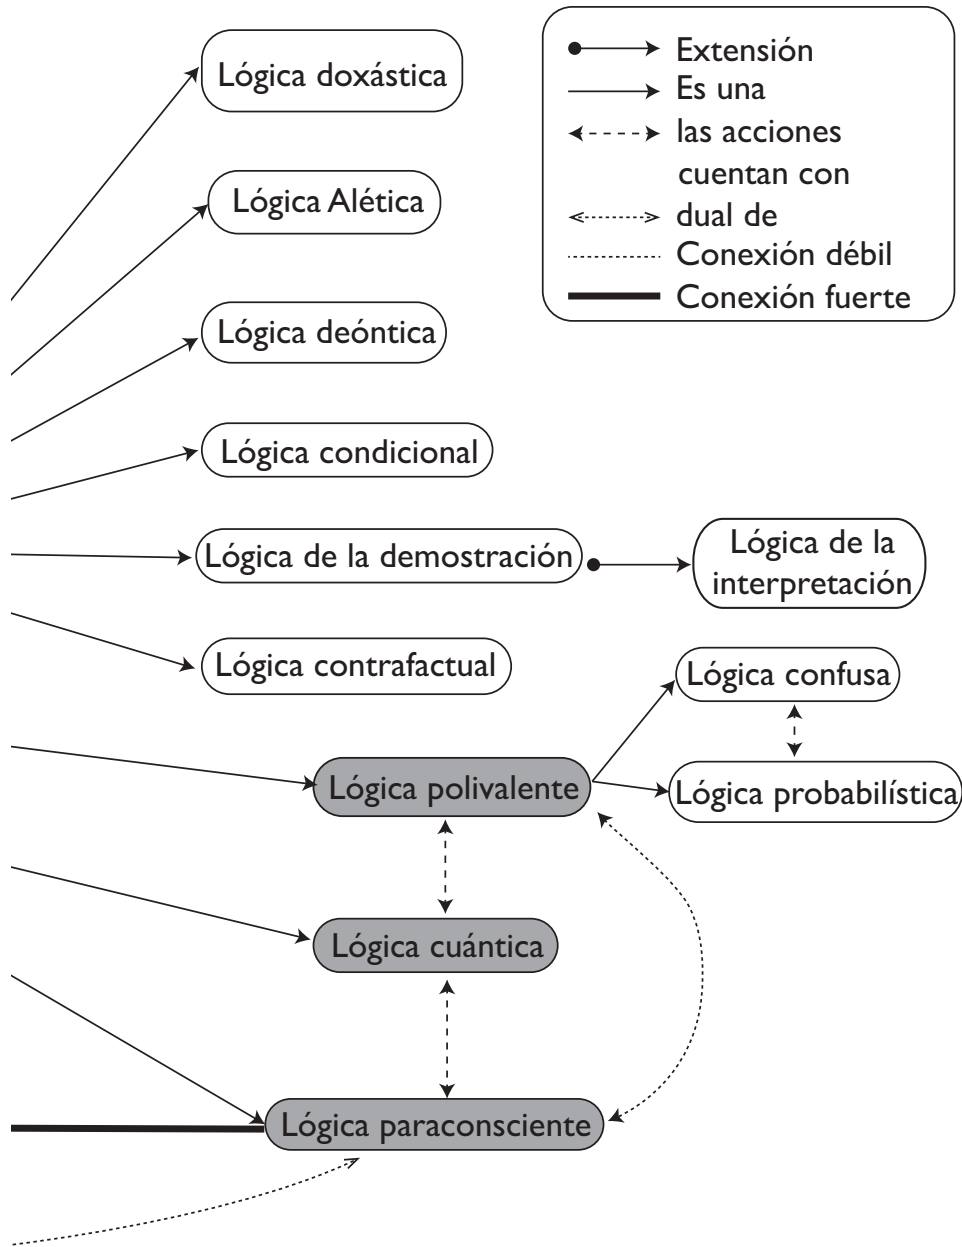 Lógica doxástica
Lógica Alética
Lógica deóntica
Lógica condicional
Lógica de la demostración
Lógica de la
interpretación
Lógica contrafactual
Lógica confusa
Lógica polivalente
Lógica probabilística
Lógica cuántica
Lógica paraconsciente
Extensión
Es una
las acciones
cuentan con
dual de
Conexión débil
Conexión fuerte